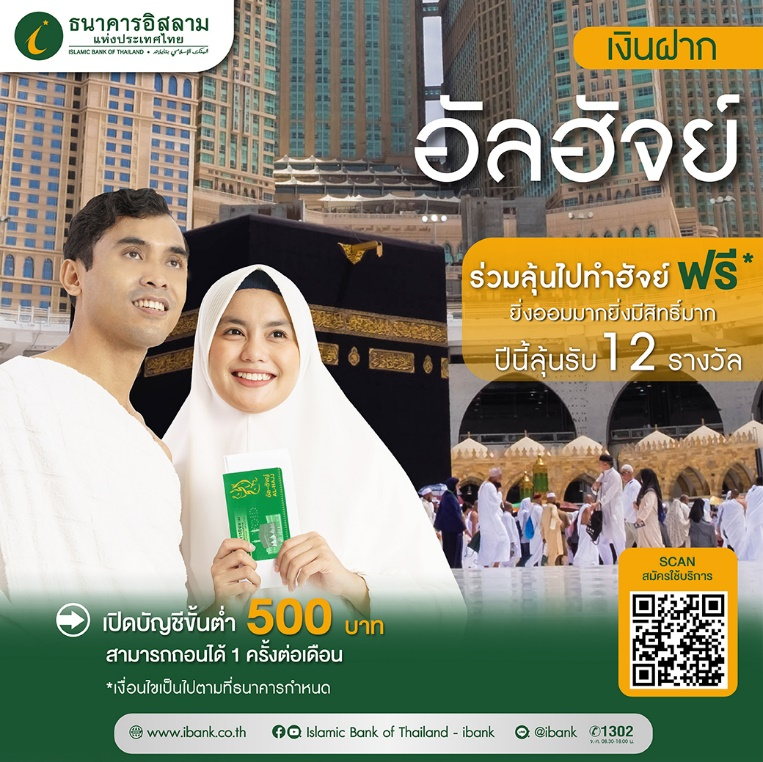 ธนาคารอิสลาม
แห่งประเทศไทย
ISLAMIC BANK OF THAILAND
เงินฝาก
อัลฮัจย์
ร่วมลุ้นไปทำฮัจย์ ฟรี*
ยิ่งออมมากยิ่งมีสิทธิ์มาก
ปีนี้ลุ้นรับ 12 รางวัล
AL-HAJJ
SCAN
สมัครใช้บริการ
เปิดบัญชีขั้นต่ำ 500 บาท
สามารถถอนได้ 1 ครั้งต่อเดือน
*เงื่อนไขเป็นไปตามที่ธนาคารกำหนด
www.ibank.co.th Islamic Bank of Thailand - ibank @ibank 1302